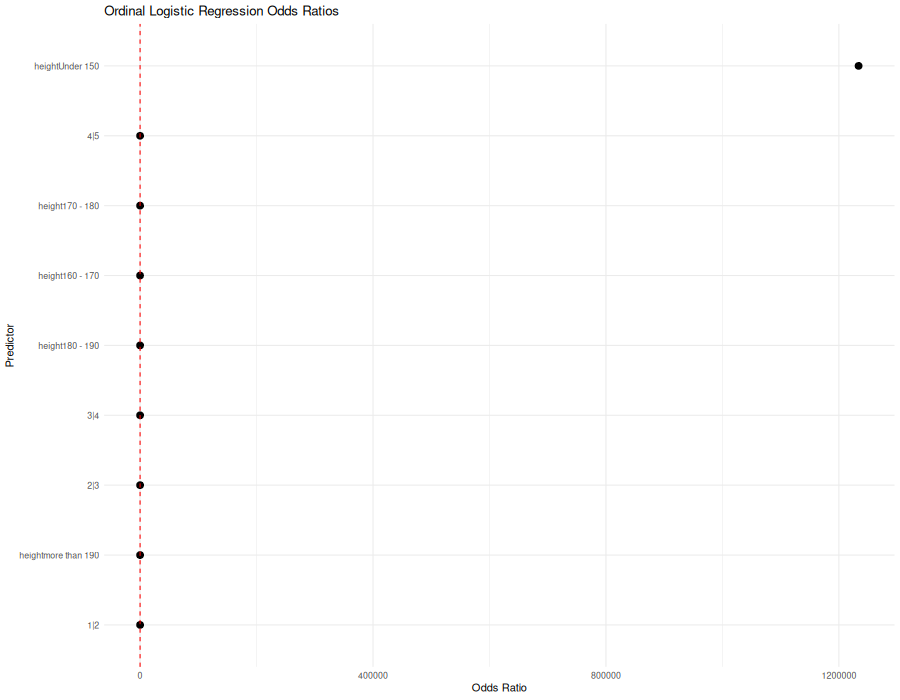 Ordinal Logistic Regression Odds Ratios
heightUnder 150
4|5
height170 - 180
height160 - 170
height180 - 190
3|4
2|3
heightmore than 190
1|2
Predictor
0 400000 800000 1200000
Odds Ratio